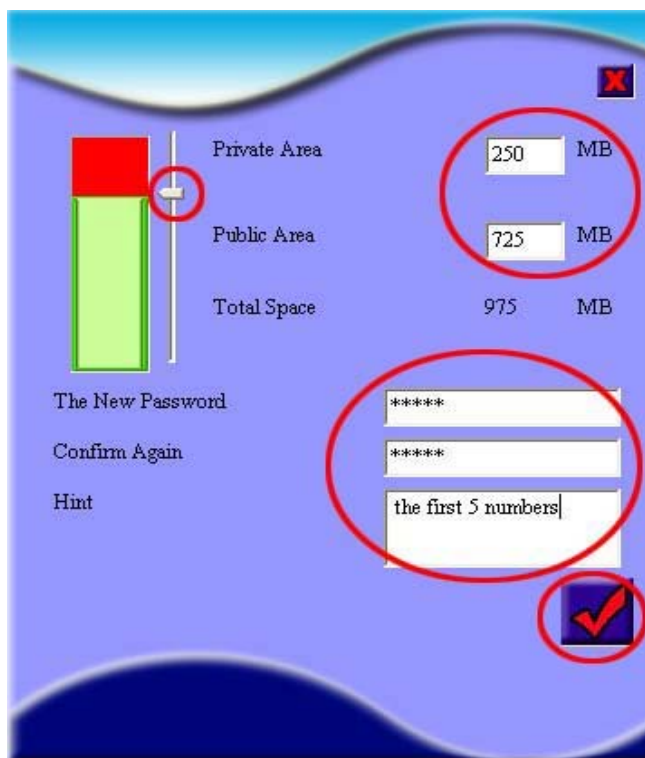 Private Area 250 MB
Public Area 725 MB
Total Space 975 MB
The New Password *****
Confirm Again *****
Hint the first 5 numbers